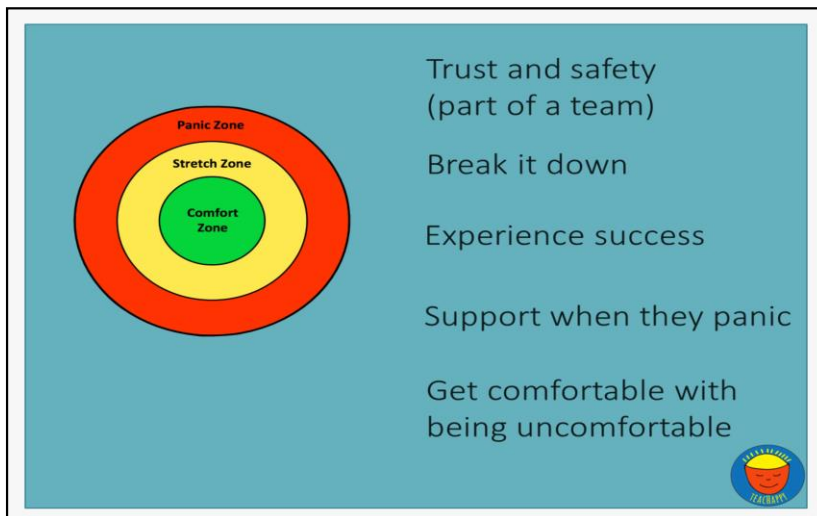 Panic Zone
Stretch Zone
Comfort
Zone
Trust and safety
(part of a team)
Break it down
Experience success
Support when they panic
Get comfortable with
being uncomfortable
TEACHAPPY